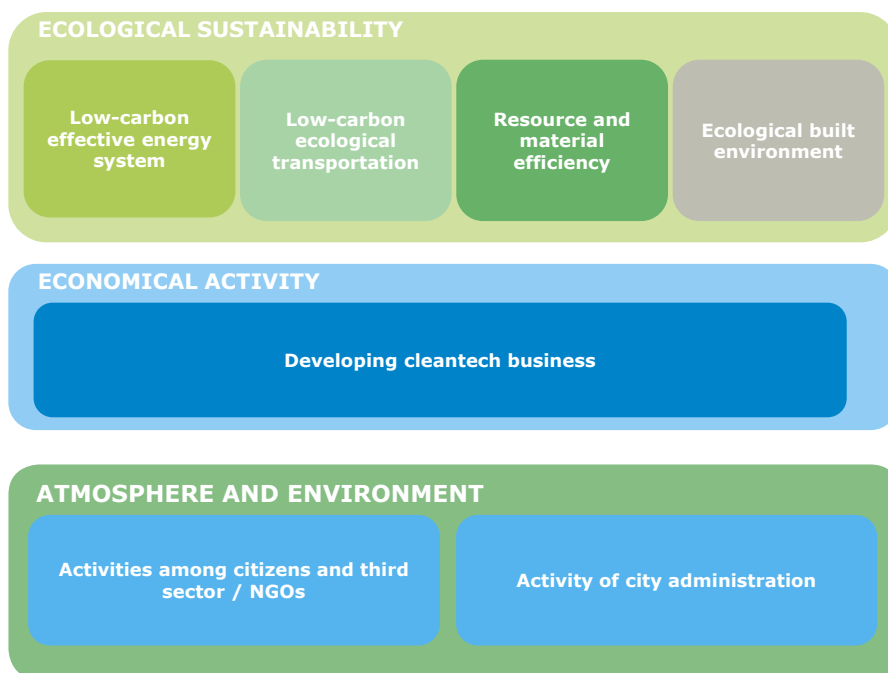 ECOLOGICAL SUSTAINABILITY
Low-carbon
effective energy
system
Low-carbon
ecological
transportation
Resource and
material
efficiency
Ecological built
environment
ECONOMICAL ACTIVITY
Developing cleantech business
ATMOSPHERE AND ENVIRONMENT
Activities among citizens and third
sector / NGOs
Activity of city administration